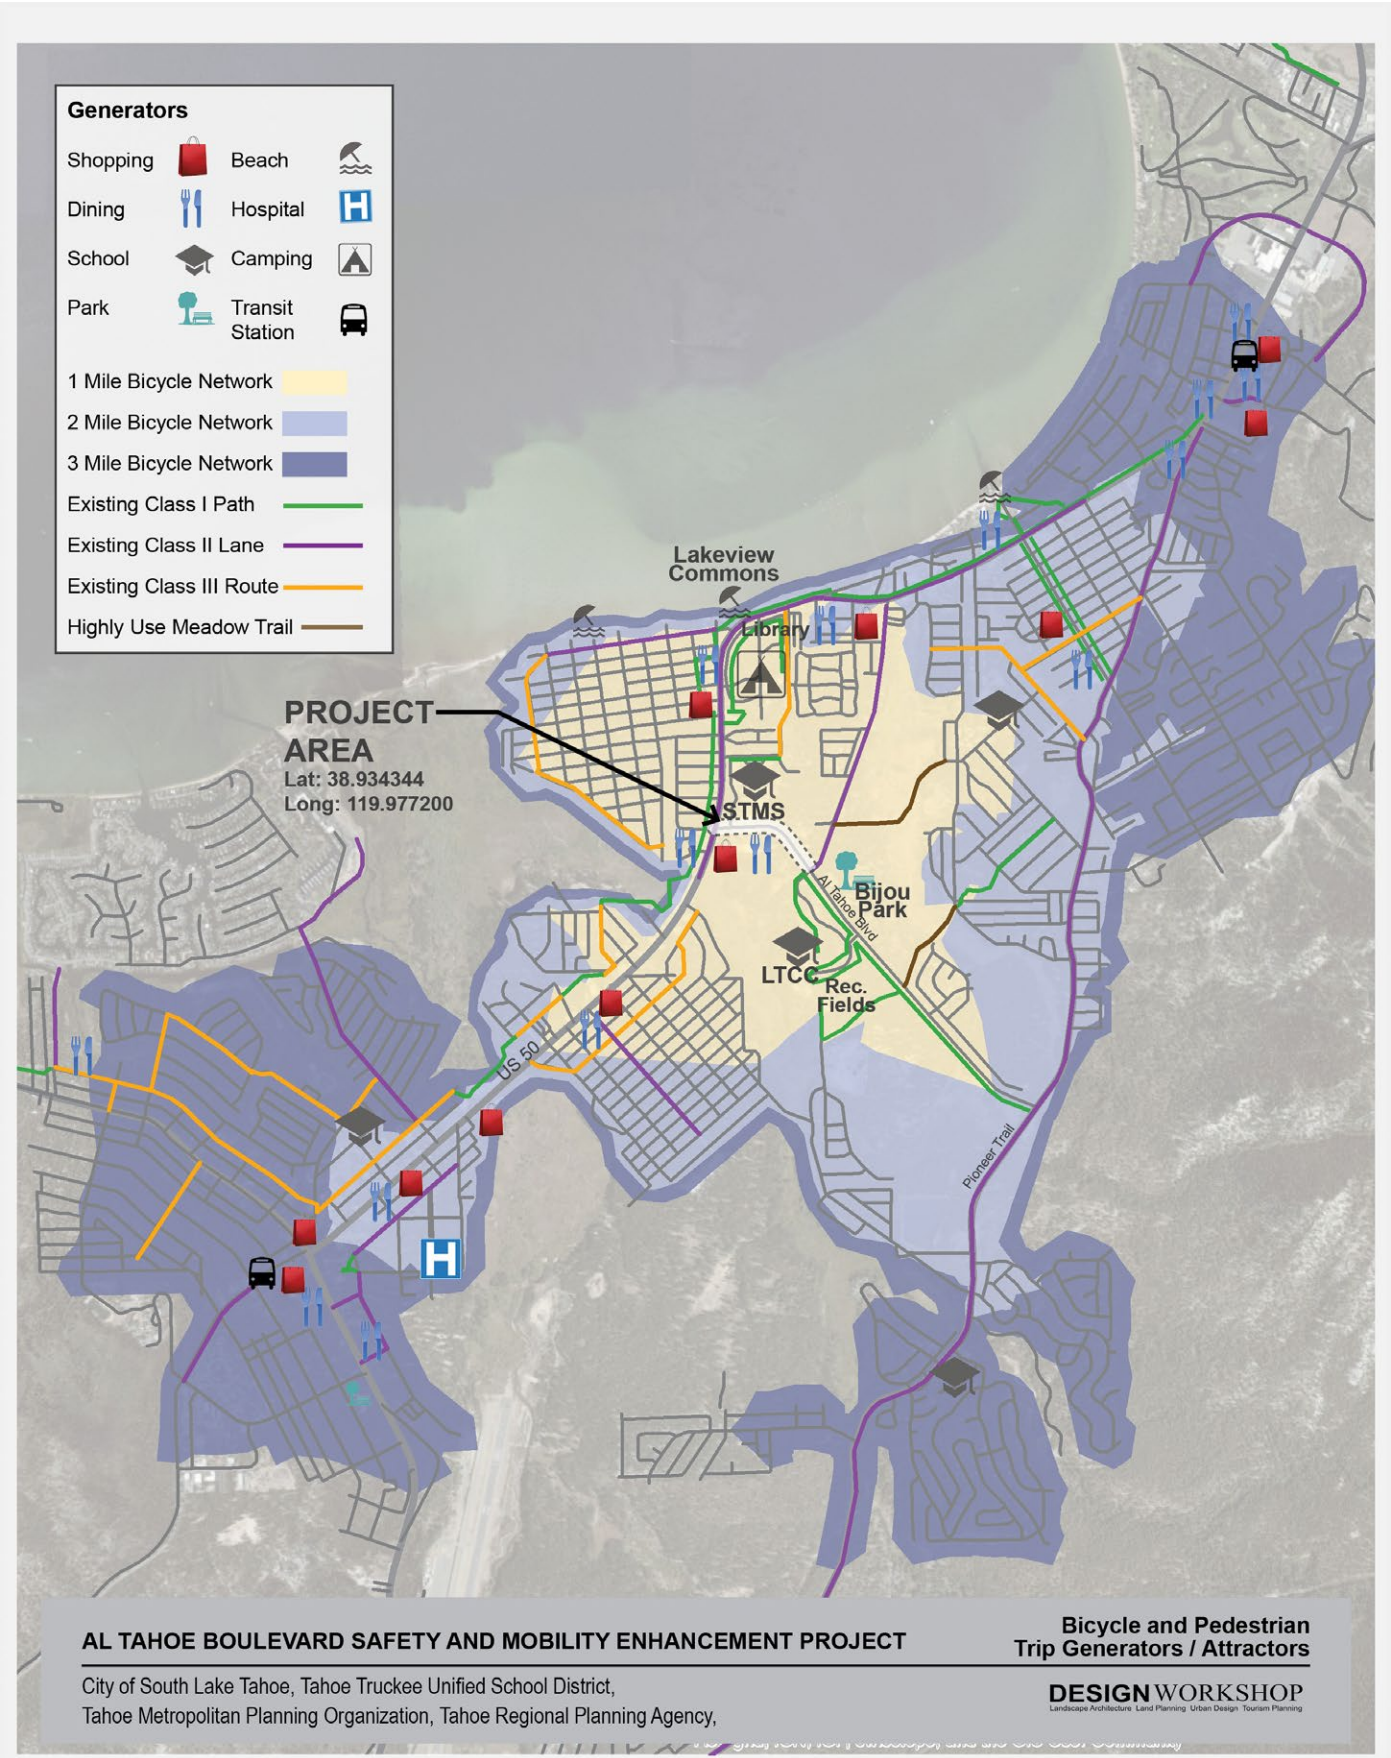 Generators
Shopping
Beach
Dining
Hospital
School
Camping
Park
Transit
Station
1 Mile Bicycle Network
2 Mile Bicycle Network
3 Mile Bicycle Network
Existing Class I Path
Existing Class II Lane
Existing Class III Route
Highly Use Meadow Trail
Lakeview
Commons
Library
PROJECT
AREA
Lat: 38.934344
Long: 119.977200
STMS
Al Tahoe Blvd
Bijou
Park
LTCC
Rec.
Fields
US 50
Pioneer Trail
H
AL TAHOE BOULEVARD SAFETY AND MOBILITY ENHANCEMENT PROJECT
Bicycle and Pedestrian
Trip Generators / Attractors
City of South Lake Tahoe, Tahoe Truckee Unified School District,
Tahoe Metropolitan Planning Organization, Tahoe Regional Planning Agency,
DESIGNWORKSHOP
Landscape Architecture Land Planning Urban Design Tourism Planning